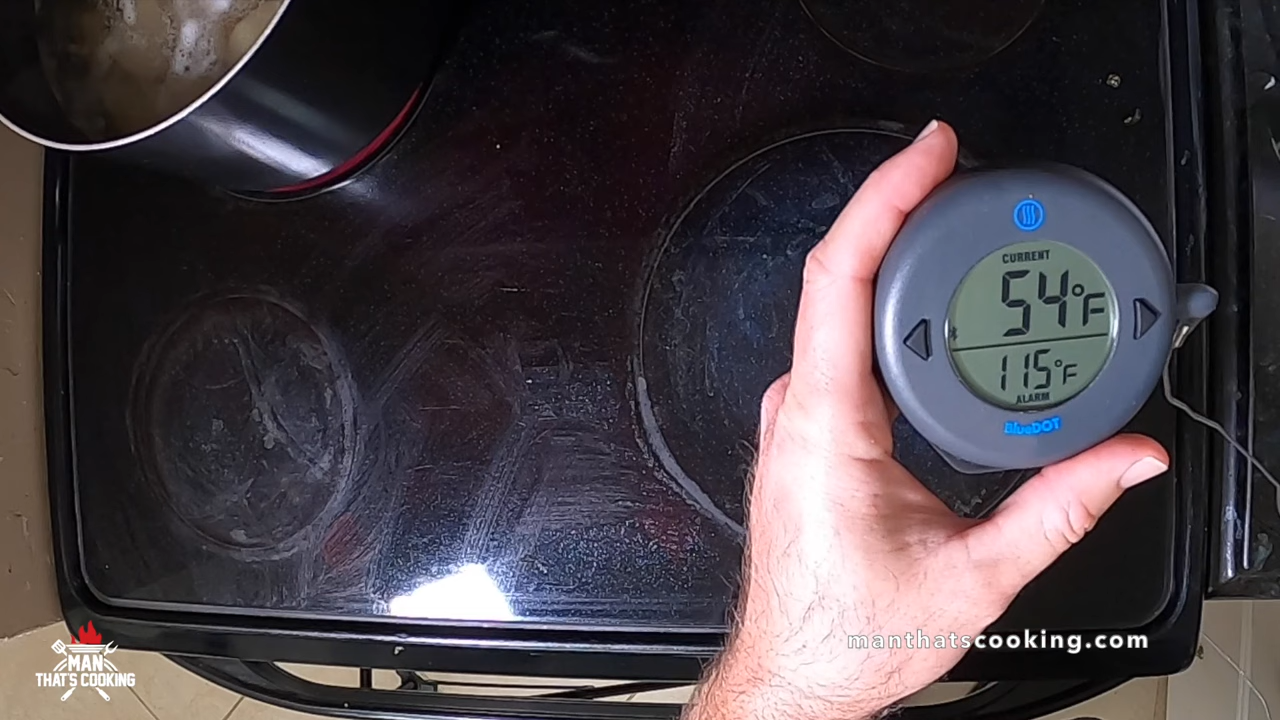 CURRENT
54°F
115°F
ALARM
BlueDOT
manthatscooking.com
MAN
THAT'S COOKING